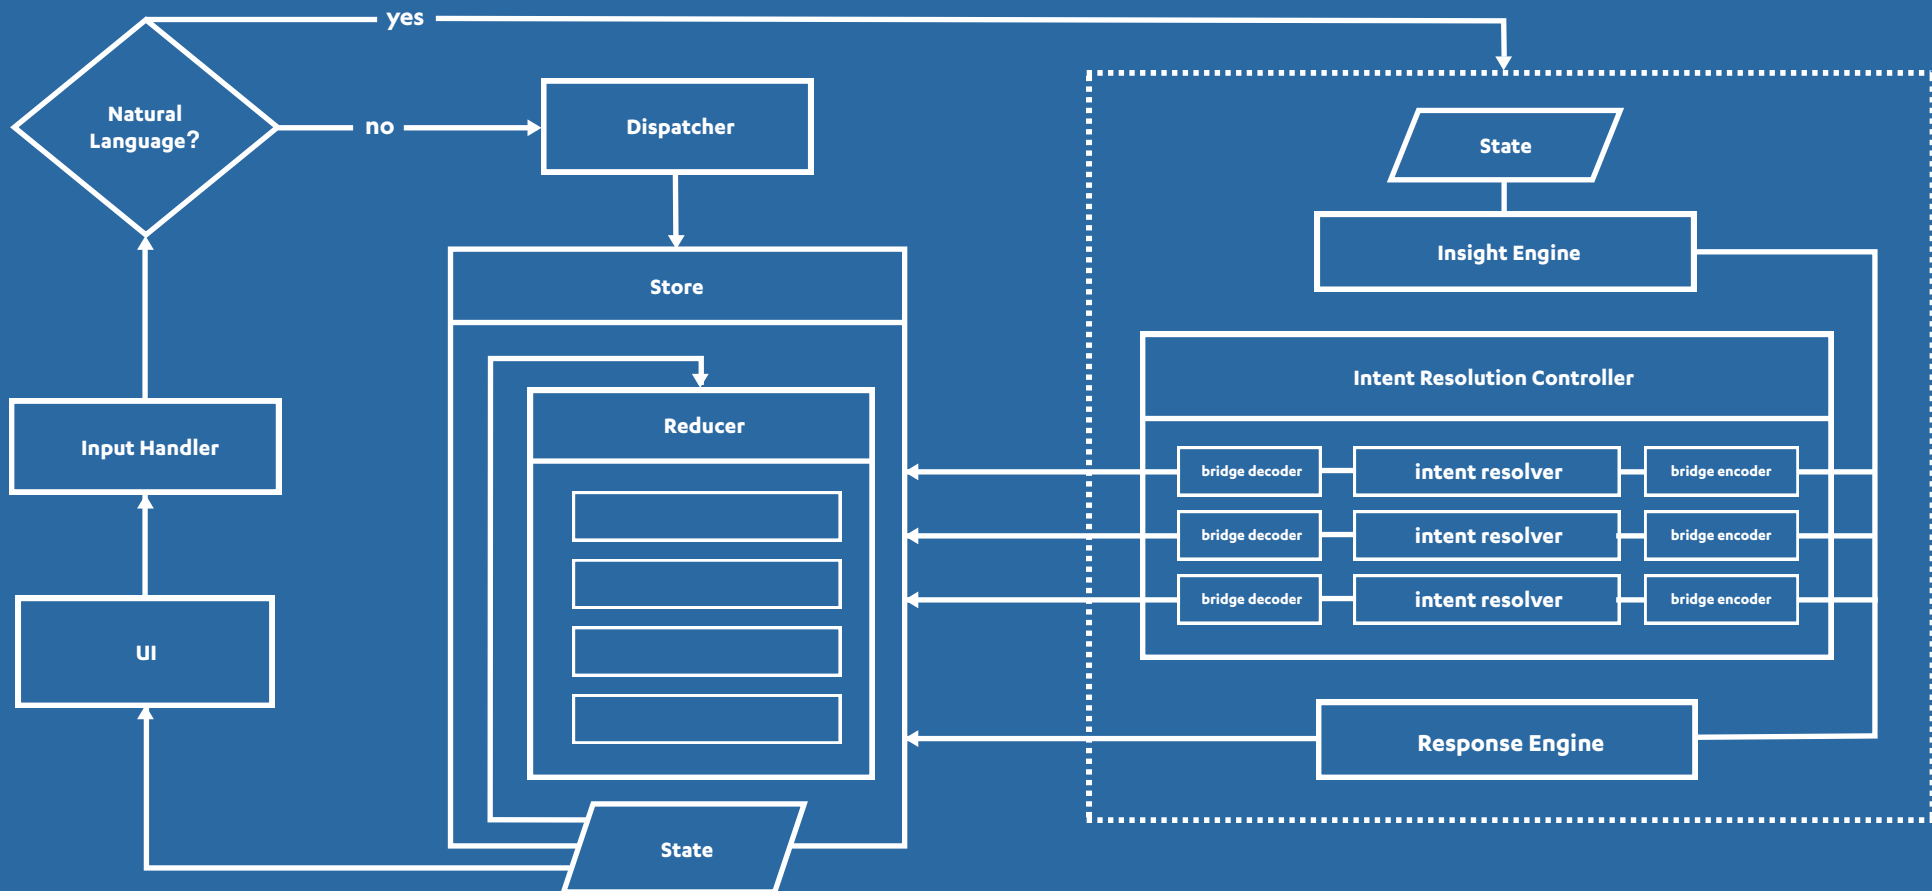 yes
Natural
Language?
no
Dispatcher
State
Insight Engine
Store
Intent Resolution Controller
Reducer
Input Handler
bridge decoder
intent resolver
bridge encoder
bridge decoder
intent resolver
bridge encoder
bridge decoder
intent resolver
bridge encoder
UI
Response Engine
State